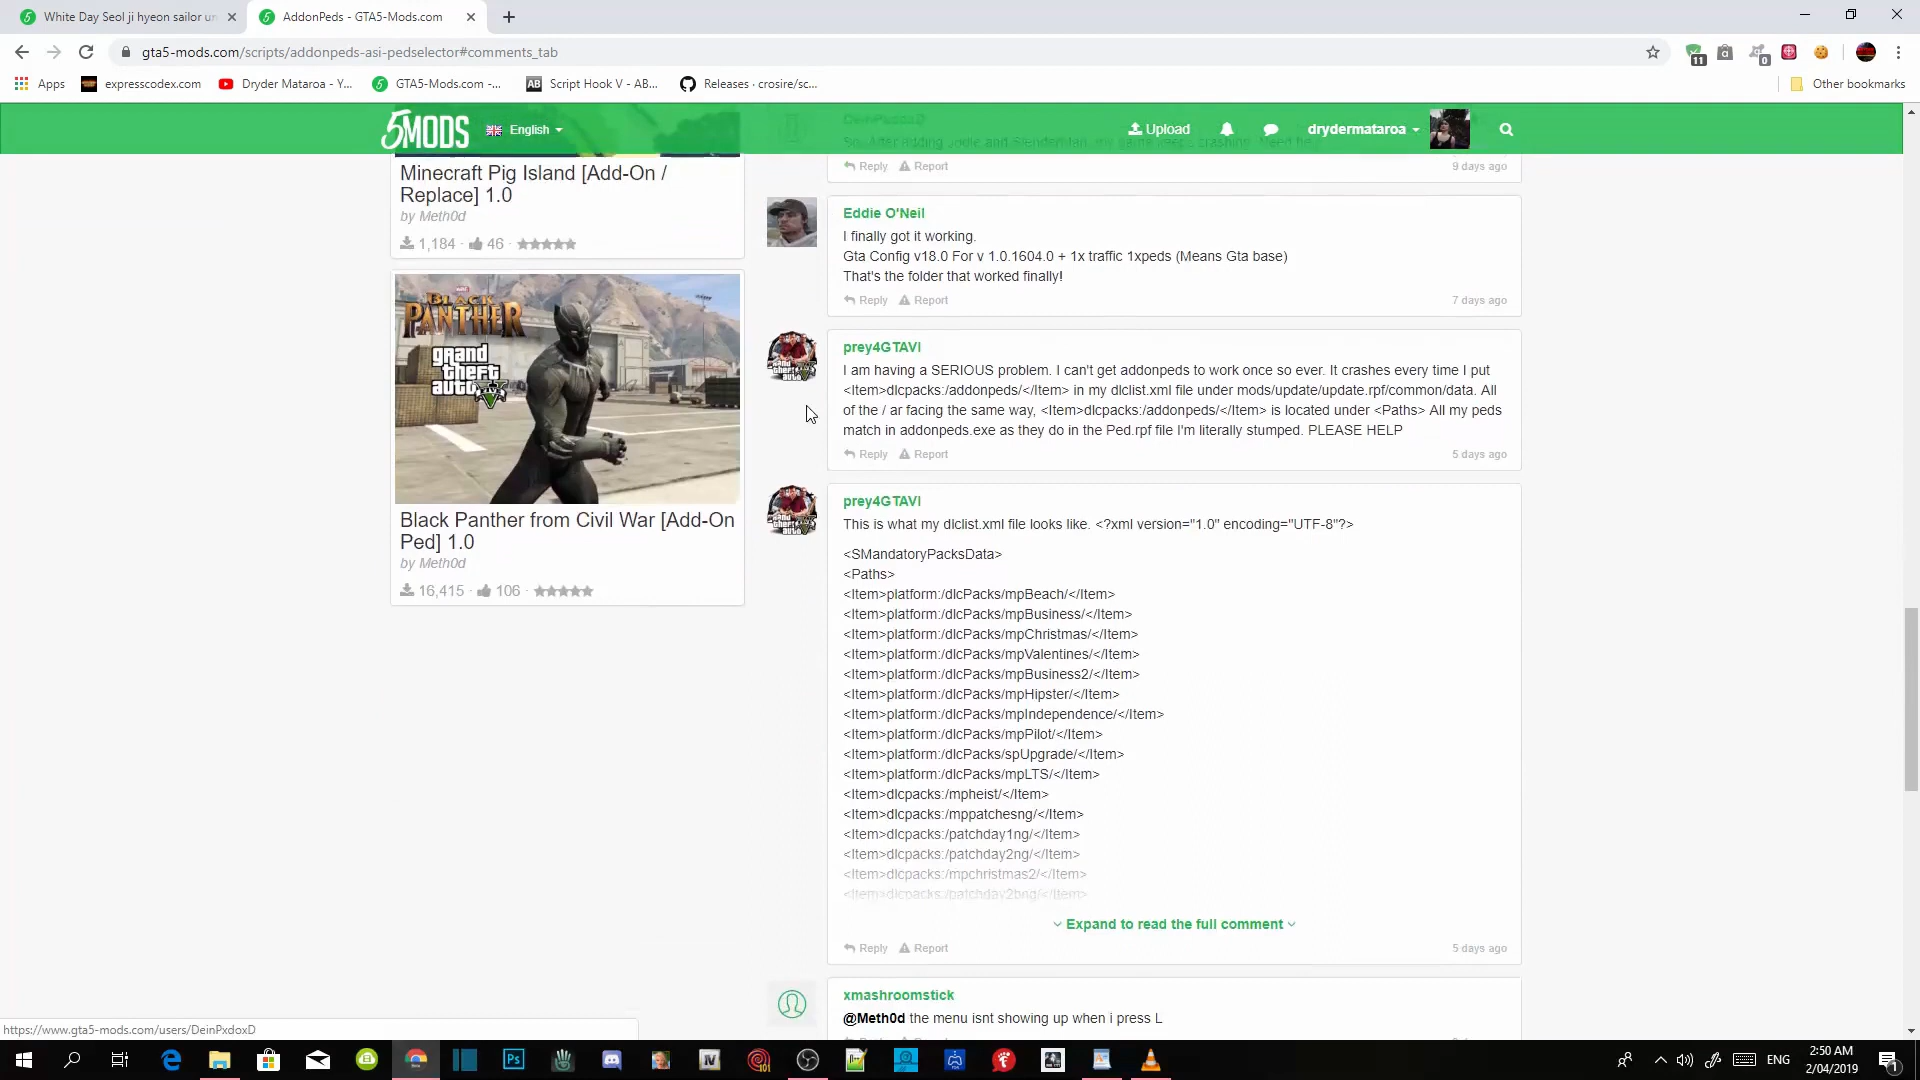 White Day Seol ji hyeon sailor un
AddonPeds - GTA5-Mods.com
gta5-mods.com/scripts/addonpeds-asi-pedselector#comments_tab
11
0
Apps
expresscodex.com
Dryder Mataroa - Y...
GTA5-Mods.com -...
Script Hook V - AB...
Releases · crosire/sc...
Other bookmarks
5MODS
English
Upload
drydermataroa
Reply Report
9 days ago
Minecraft Pig Island [Add-On /
Replace] 1.0
by Meth0d
1,184 · 46 ·
BLACK
PANTHER
grand
theft
auto
Black Panther from Civil War [Add-On
Ped] 1.0
by Meth0d
16,415 · 106 ·
Eddie O'Neil
I finally got it working.
Gta Config v18.0 For v 1.0.1604.0 + 1x traffic 1xpeds (Means Gta base)
That's the folder that worked finally!
Reply Report
7 days ago
prey4GTAVI
I am having a SERIOUS problem. I can't get addonpeds to work once so ever. It crashes every time I put
<Item>dlcpacks:/addonpeds/</Item> in my dlclist.xml file under mods/update/update.rpf/common/data. All
of the / ar facing the same way, <Item>dlcpacks:/addonpeds/</Item> is located under <Paths> All my peds
match in addonpeds.exe as they do in the Ped.rpf file I'm literally stumped. PLEASE HELP
Reply Report
5 days ago
prey4GTAVI
This is what my dlclist.xml file looks like. <?xml version="1.0" encoding="UTF-8"?>
<SMandatoryPacksData>
<Paths>
<Item>platform:/dlcPacks/mpBeach/</Item>
<Item>platform:/dlcPacks/mpBusiness/</Item>
<Item>platform:/dlcPacks/mpChristmas/</Item>
<Item>platform:/dlcPacks/mpValentines/</Item>
<Item>platform:/dlcPacks/mpBusiness2/</Item>
<Item>platform:/dlcPacks/mpHipster/</Item>
<Item>platform:/dlcPacks/mpIndependence/</Item>
<Item>platform:/dlcPacks/mpPilot/</Item>
<Item>platform:/dlcPacks/spUpgrade/</Item>
<Item>platform:/dlcPacks/mpLTS/</Item>
<Item>dlcpacks:/mpheist/</Item>
<Item>dlcpacks:/mppatchesng/</Item>
<Item>dlcpacks:/patchday1ng/</Item>
<Item>dlcpacks:/patchday2ng/</Item>
<Item>dlcpacks:/mpchristmas2/</Item>
<Item>dlcpacks:/patchday2bng/</Item>
Expand to read the full comment
Reply Report
5 days ago
xmashroomstick
@Meth0d the menu isnt showing up when i press L
https://www.gta5-mods.com/users/DeinPxdoxD
Ps
IV
ENG
2:50 AM
2/04/2019
1